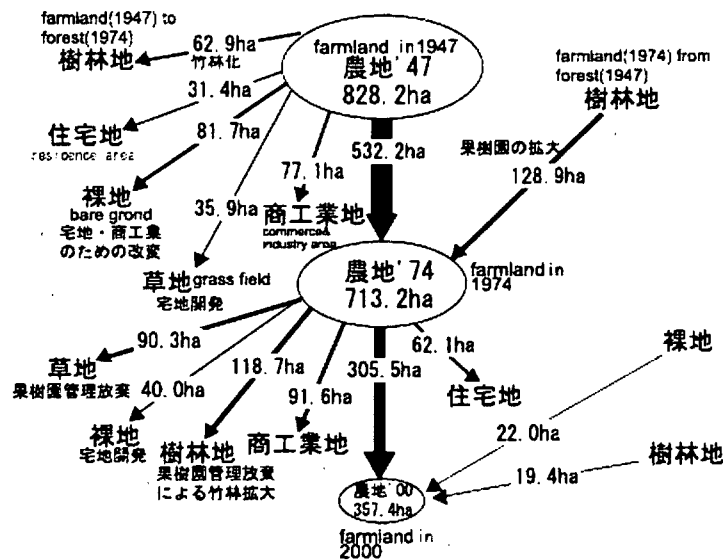 farmland(1947) to
forest(1974)
樹林地
62.9ha
竹林化
farmland in1947
農地'47
828.2ha
farmland(1974) from
forest(1947)
樹林地
31.4ha
住宅地
residence area
81.7ha
裸地
bare grond
宅地・商工業
のための改変
35.9ha
77.1ha
商工業地
commerce&
industry area
532.2ha
果樹園の拡大
128.9ha
草地 grass field
宅地開発
農地'74
713.2ha
farmland in
1974
90.3ha
草地
果樹園管理放棄
40.0ha
裸地
宅地開発
118.7ha
樹林地
果樹園管理放棄
による竹林拡大
91.6ha
商工業地
305.5ha
62.1ha
住宅地
裸地
22.0ha
樹林地
19.4ha
農地'00
357.4ha
farmland in
2000